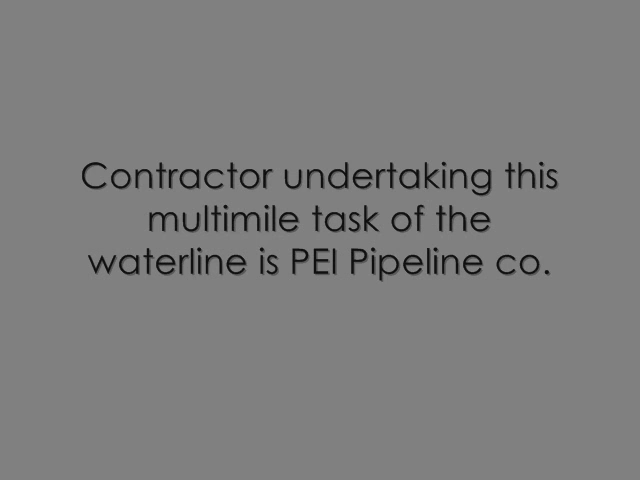 Contractor undertaking this
multimile task of the
waterline is PEI Pipeline co.